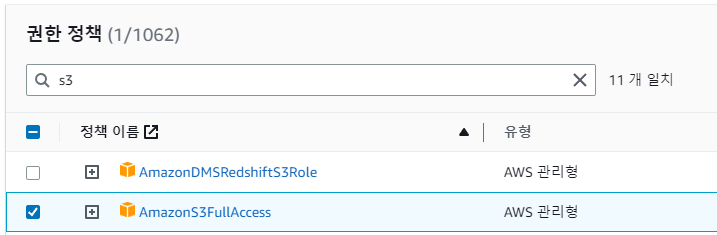 권한 정책 (1/1062)
s3 11 개 일치
정책 이름 유형
AmazonDMSRedshiftS3Role AWS 관리형
AmazonS3FullAccess AWS 관리형